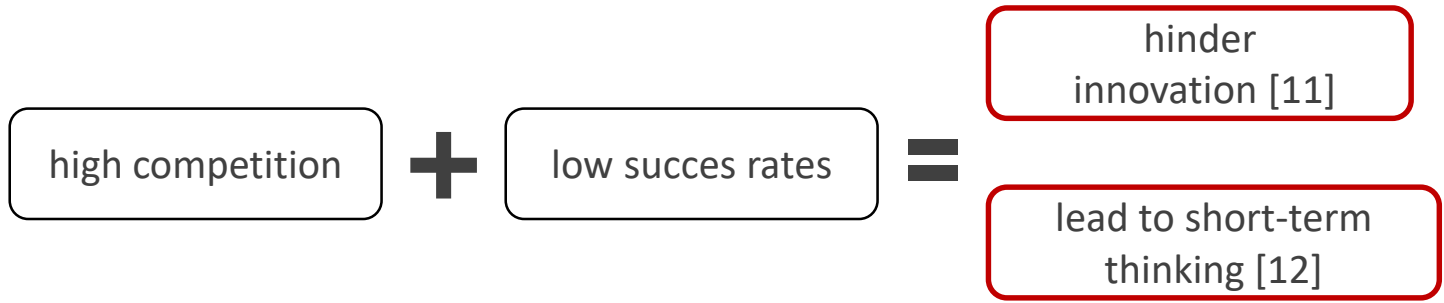 high competition
+
low succes rates
=
hinder
innovation [11]
lead to short-term
thinking [12]